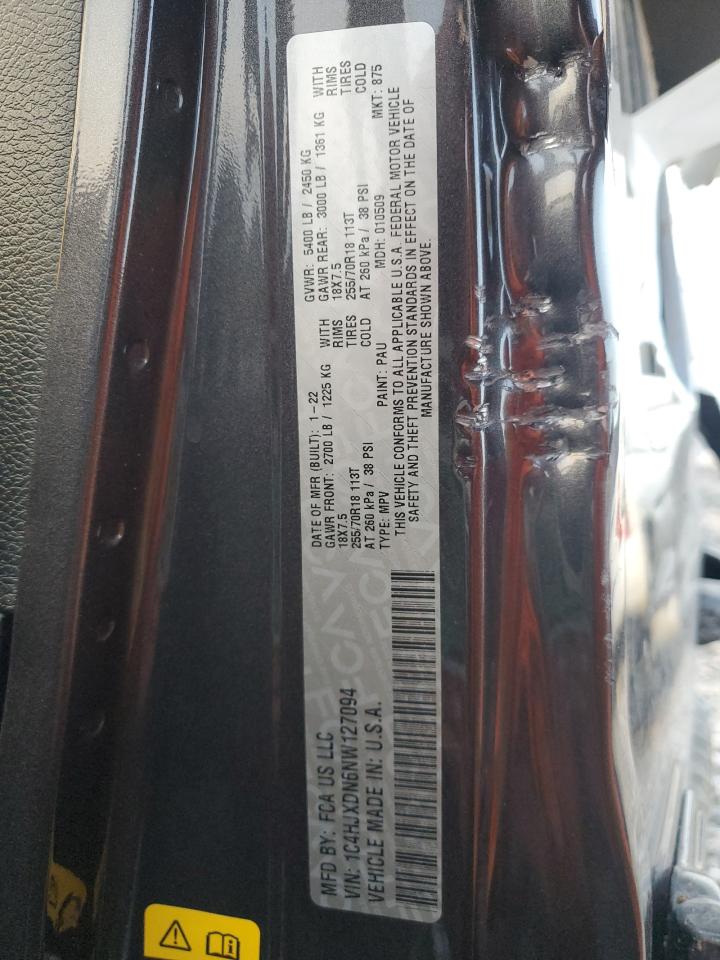 MFD BY: FCA US LLC
VIN: 1C4HJXDN6NW127094
VEHICLE MADE IN: U.S.A.
DATE OF MFR (BUILT): 1-22 GVWR: 5400 LB / 2450 KG
GAWR FRONT: 2700 LB / 1225 KG WITH GAWR REAR: 3000 LB / 1361 KG WITH
18X7.5 RIMS 18X7.5 RIMS
255/70R18 113T TIRES 255/70R18 113T TIRES
AT 260 kPa / 38 PSI COLD AT 260 kPa / 38 PSI COLD
TYPE: MPV PAINT: PAU MDH: 010509 MKT: 875
THIS VEHICLE CONFORMS TO ALL APPLICABLE U.S.A. FEDERAL MOTOR VEHICLE
SAFETY AND THEFT PREVENTION STANDARDS IN EFFECT ON THE DATE OF
MANUFACTURE SHOWN ABOVE.